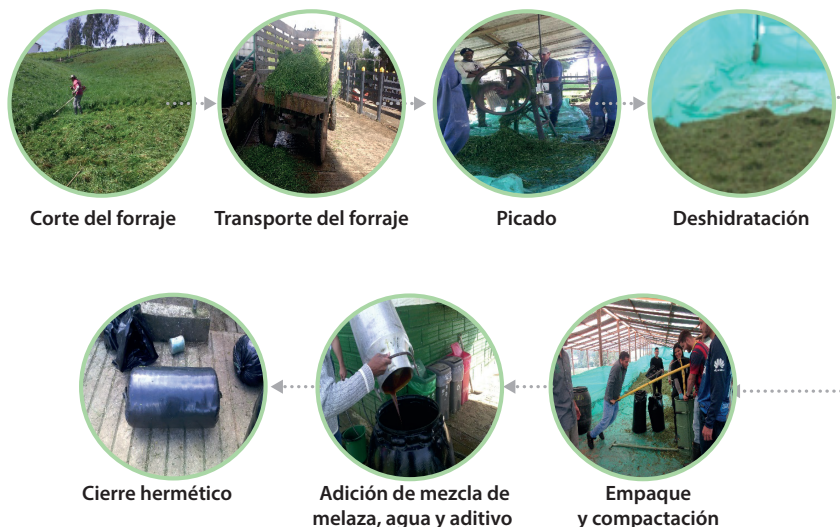 Corte del forraje
Transporte del forraje
Picado
Deshidratación
Cierre hermético
Adición de mezcla de
melaza, agua y aditivo
Empaque
y compactación